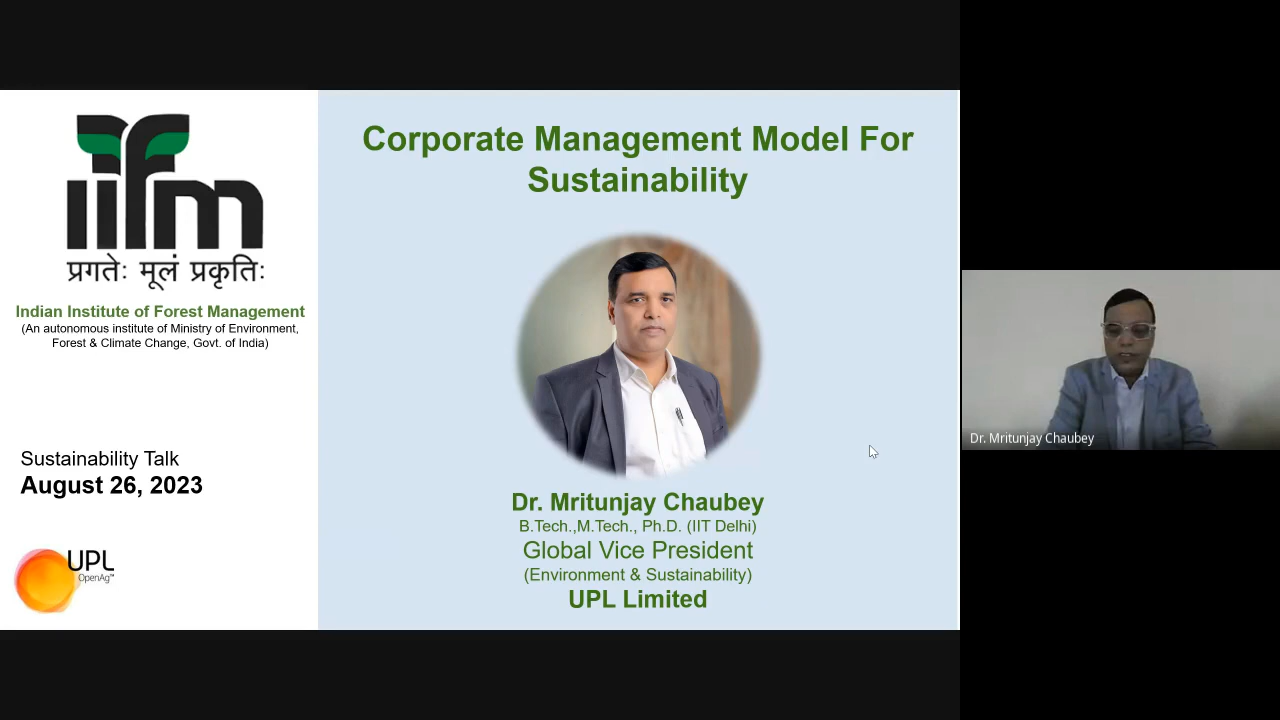 iifm
प्रगतेः मूलं प्रकृतिः
Indian Institute of Forest Management
(An autonomous institute of Ministry of Environment,
Forest & Climate Change, Govt. of India)
Sustainability Talk
August 26, 2023
UPL
OpenAg™
Corporate Management Model For
Sustainability
Dr. Mritunjay Chaubey
B.Tech.,M.Tech., Ph.D. (IIT Delhi)
Global Vice President
(Environment & Sustainability)
UPL Limited
Dr. Mritunjay Chaubey